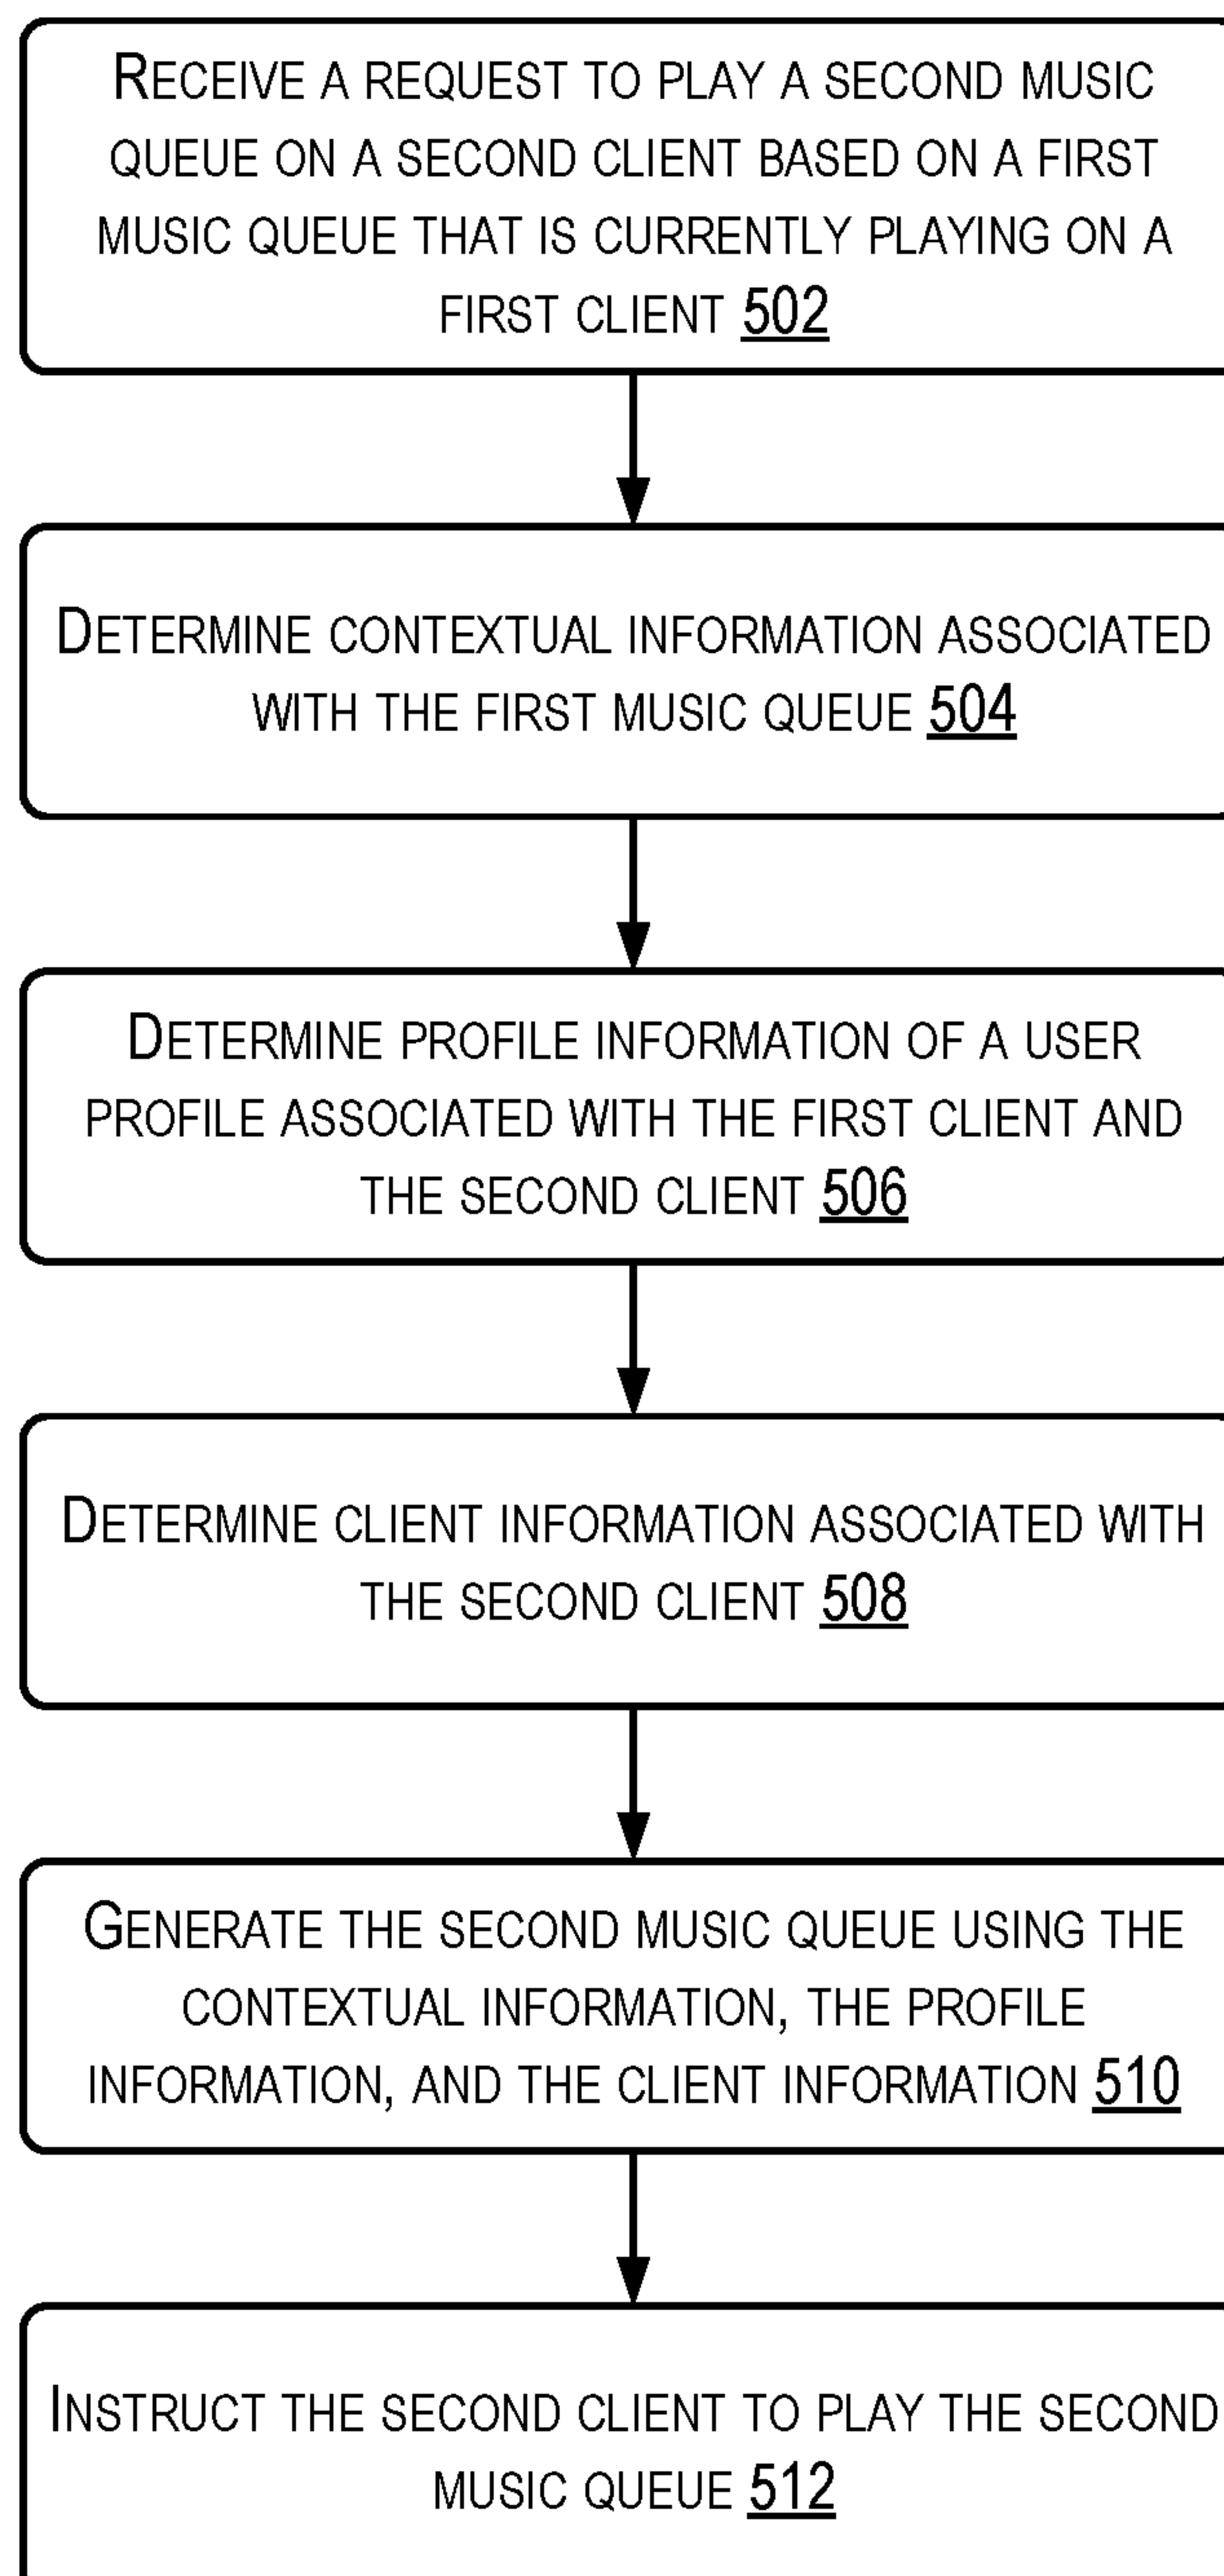 RECEIVE A REQUEST TO PLAY A SECOND MUSIC
QUEUE ON A SECOND CLIENT BASED ON A FIRST
MUSIC QUEUE THAT IS CURRENTLY PLAYING ON A
FIRST CLIENT 502
DETERMINE CONTEXTUAL INFORMATION ASSOCIATED
WITH THE FIRST MUSIC QUEUE 504
DETERMINE PROFILE INFORMATION OF A USER
PROFILE ASSOCIATED WITH THE FIRST CLIENT AND
THE SECOND CLIENT 506
DETERMINE CLIENT INFORMATION ASSOCIATED WITH
THE SECOND CLIENT 508
GENERATE THE SECOND MUSIC QUEUE USING THE
CONTEXTUAL INFORMATION, THE PROFILE
INFORMATION, AND THE CLIENT INFORMATION 510
INSTRUCT THE SECOND CLIENT TO PLAY THE SECOND
MUSIC QUEUE 512